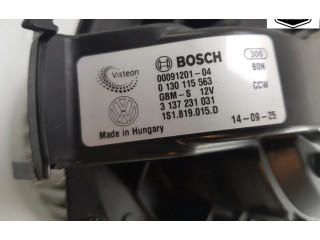 Visteon
BOSCH
300
00091201-04
BDN
0 130 115 563
GBM-S 12V
CCW
3 137 231 031
1S1.819.015.D
Made in Hungary
14-09-25